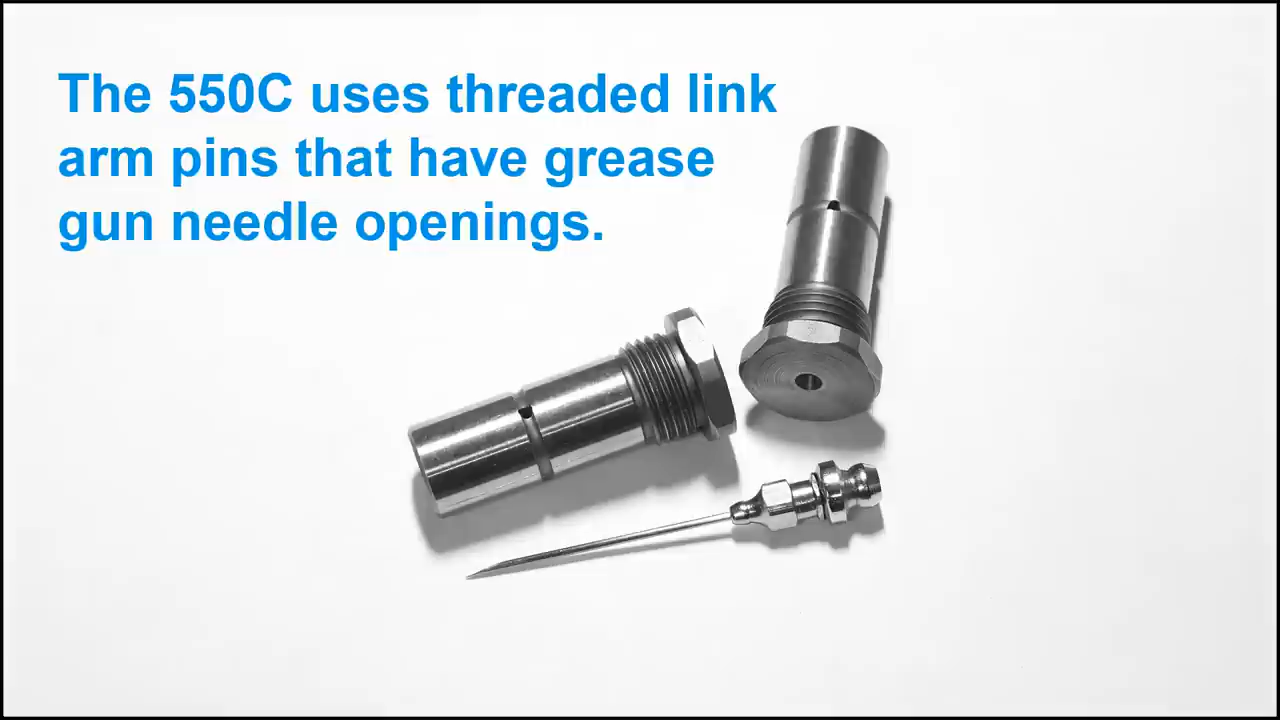 The 550C uses threaded link
arm pins that have grease
gun needle openings.